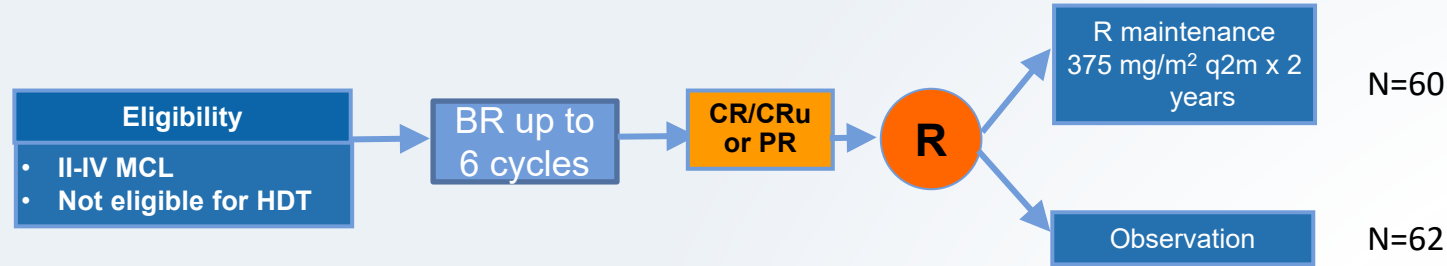 Eligibility
• II-IV MCL
• Not eligible for HDT
BR up to
6 cycles
CR/CRu
or PR
R
R maintenance
375 mg/m² q2m x 2
years
N=60
Observation
N=62